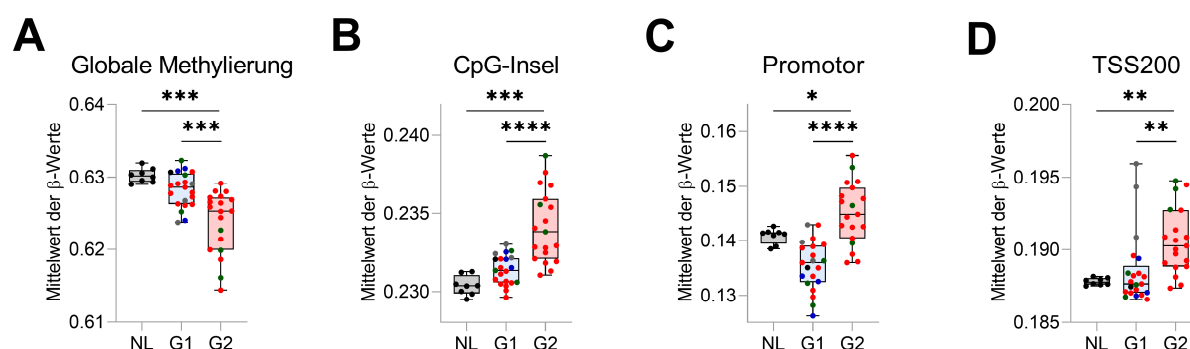 A
Globale Methylierung
Mittelwert der β-Werte
0.64
0.63
0.62
0.61
***
***
NL G1 G2
B
CpG-Insel
Mittelwert der β-Werte
0.240
0.235
0.230
***
****
NL G1 G2
C
Promotor
Mittelwert der β-Werte
0.16
0.15
0.14
0.13
*
****
NL G1 G2
D
TSS200
Mittelwert der β-Werte
0.200
0.195
0.190
0.185
**
**
NL G1 G2